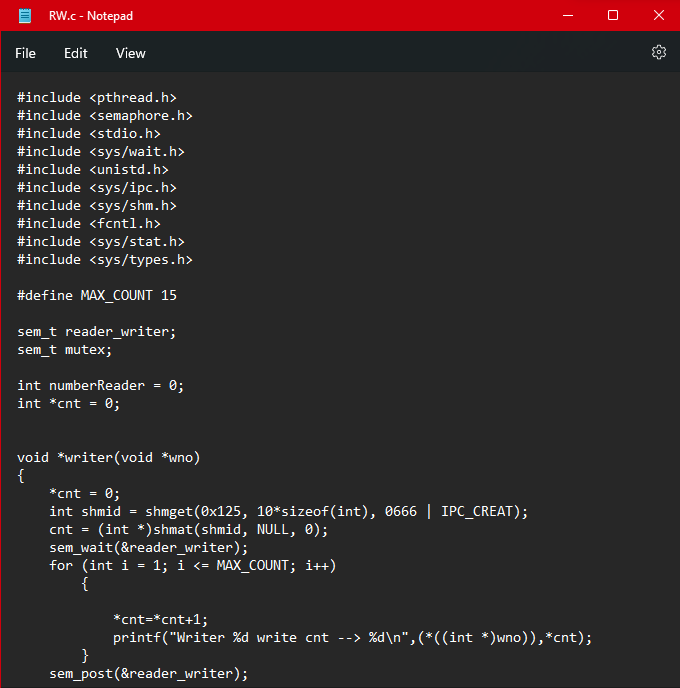 RW.c - Notepad
File Edit View
#include <pthread.h>
#include <semaphore.h>
#include <stdio.h>
#include <sys/wait.h>
#include <unistd.h>
#include <sys/ipc.h>
#include <sys/shm.h>
#include <fcntl.h>
#include <sys/stat.h>
#include <sys/types.h>
#define MAX_COUNT 15
sem_t reader_writer;
sem_t mutex;
int numberReader = 0;
int *cnt = 0;
void *writer(void *wno)
{
    *cnt = 0;
    int shmid = shmget(0x125, 10*sizeof(int), 0666 | IPC_CREAT);
    cnt = (int *)shmat(shmid, NULL, 0);
    sem_wait(&reader_writer);
    for (int i = 1; i <= MAX_COUNT; i++)
        {
            *cnt=*cnt+1;
            printf("Writer %d write cnt --> %d\n",(*((int *)wno)),*cnt);
        }
    sem_post(&reader_writer);